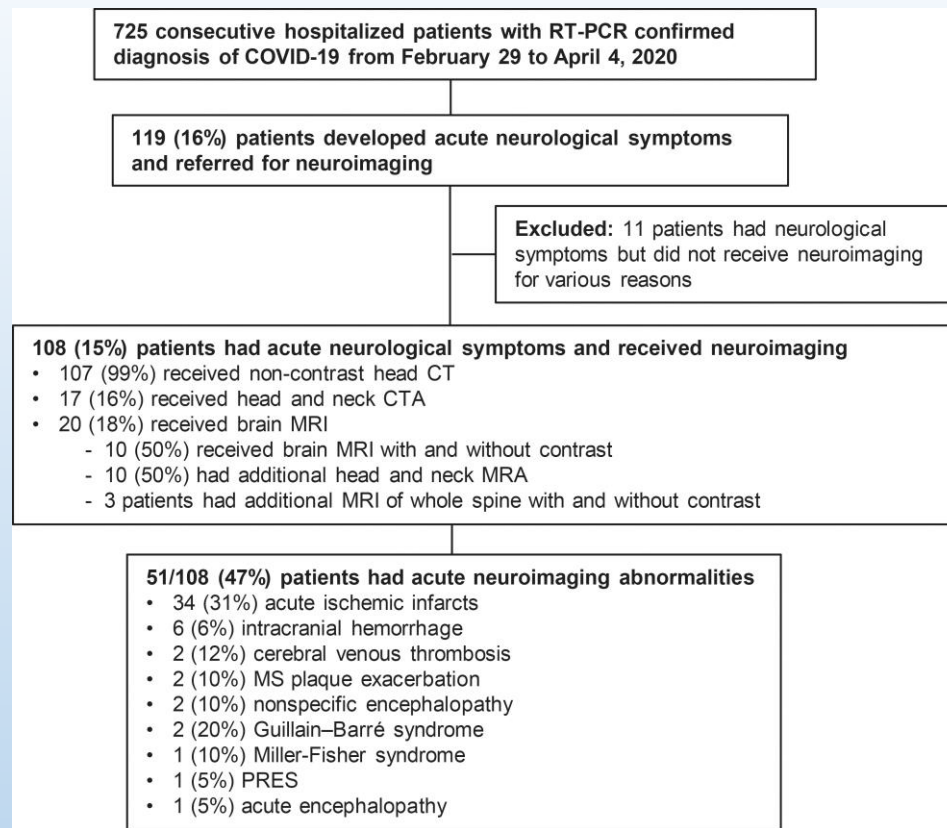 725 consecutive hospitalized patients with RT-PCR confirmed
diagnosis of COVID-19 from February 29 to April 4, 2020
119 (16%) patients developed acute neurological symptoms
and referred for neuroimaging
Excluded: 11 patients had neurological
symptoms but did not receive neuroimaging
for various reasons
108 (15%) patients had acute neurological symptoms and received neuroimaging
• 107 (99%) received non-contrast head CT
• 17 (16%) received head and neck CTA
• 20 (18%) received brain MRI
- 10 (50%) received brain MRI with and without contrast
- 10 (50%) had additional head and neck MRA
- 3 patients had additional MRI of whole spine with and without contrast
51/108 (47%) patients had acute neuroimaging abnormalities
• 34 (31%) acute ischemic infarcts
• 6 (6%) intracranial hemorrhage
• 2 (12%) cerebral venous thrombosis
• 2 (10%) MS plaque exacerbation
• 2 (10%) nonspecific encephalopathy
• 2 (20%) Guillain–Barré syndrome
• 1 (10%) Miller-Fisher syndrome
• 1 (5%) PRES
• 1 (5%) acute encephalopathy